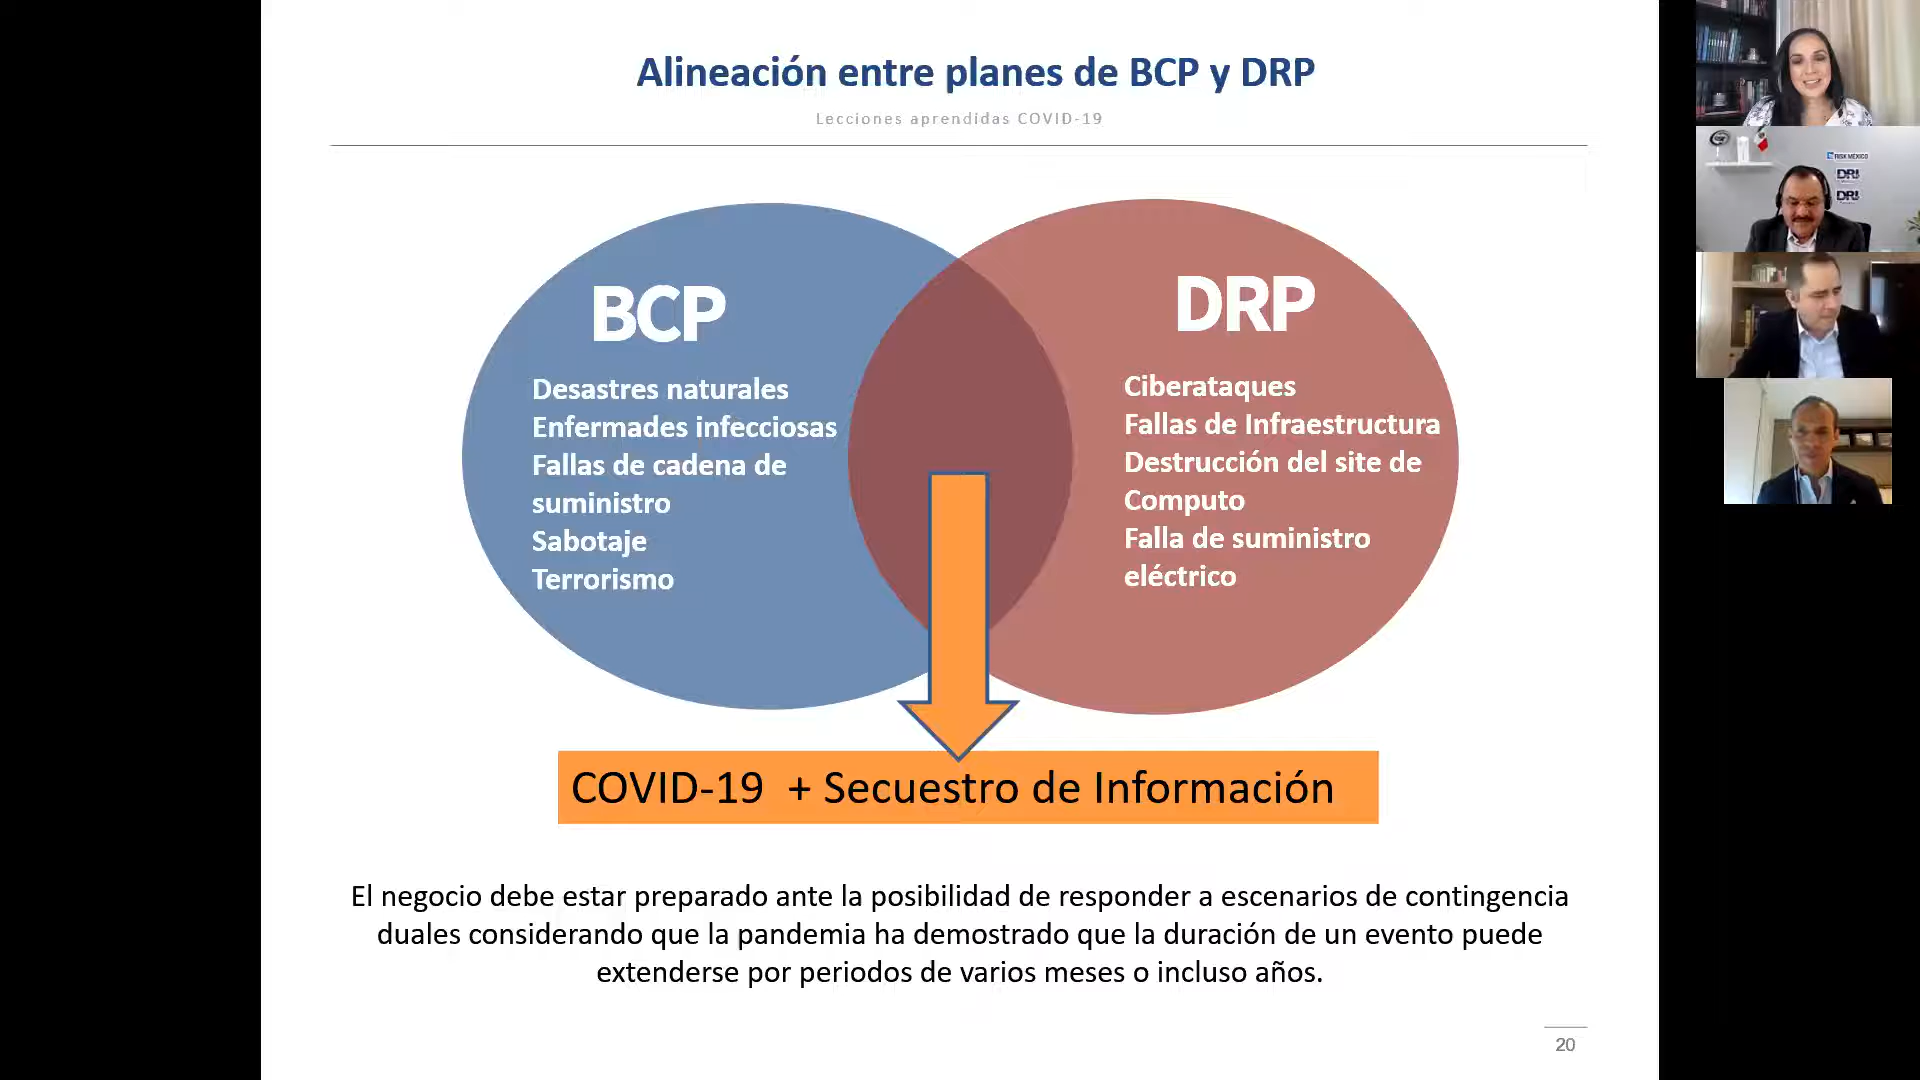 Alineación entre planes de BCP y DRP
Lecciones aprendidas COVID-19
BCP
Desastres naturales
Enfermades infecciosas
Fallas de cadena de
suministro
Sabotaje
Terrorismo
DRP
Ciberataques
Fallas de Infraestructura
Destrucción del site de
Computo
Falla de suministro
eléctrico
COVID-19 + Secuestro de Información
El negocio debe estar preparado ante la posibilidad de responder a escenarios de contingencia
duales considerando que la pandemia ha demostrado que la duración de un evento puede
extenderse por periodos de varios meses o incluso años.
20
RISK MÉXICO
DRI
DRI